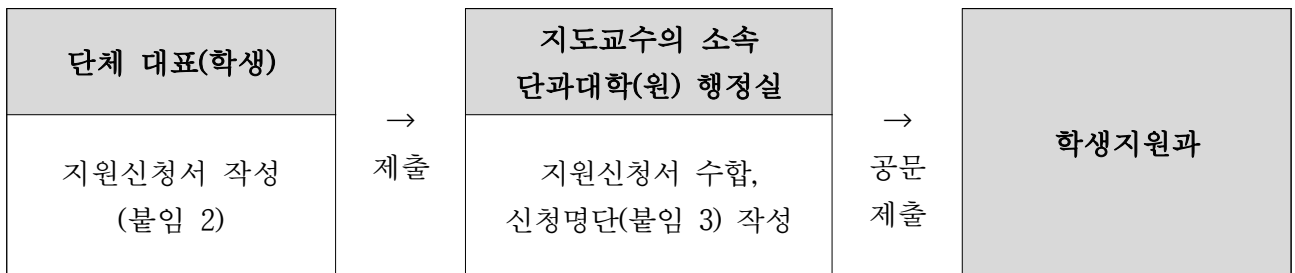 단체 대표(학생)
지원신청서 작성
(붙임 2)
→
제출
지도교수의 소속
단과대학(원) 행정실
지원신청서 수합,
신청명단(붙임 3) 작성
→
공문
제출
학생지원과